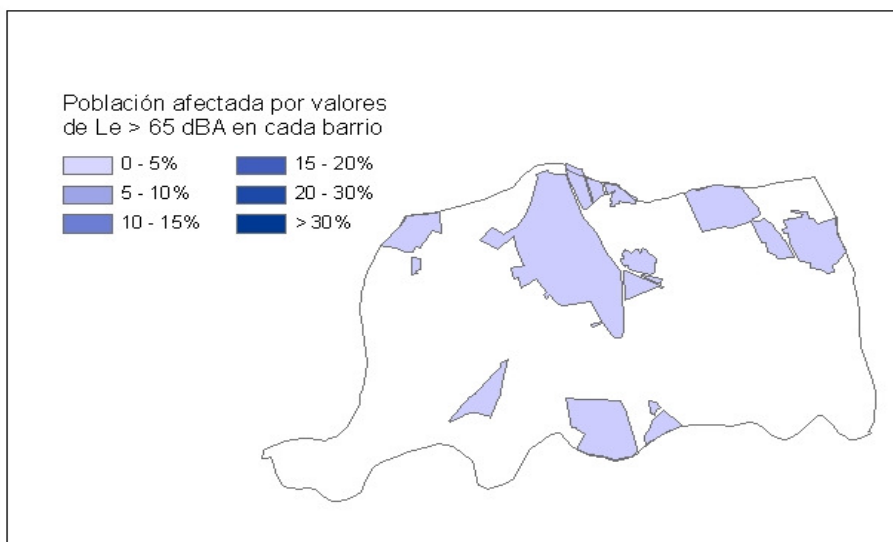 Población afectada por valores
de Le > 65 dBA en cada barrio
0 - 5%
15 - 20%
5 - 10%
20 - 30%
10 - 15%
> 30%